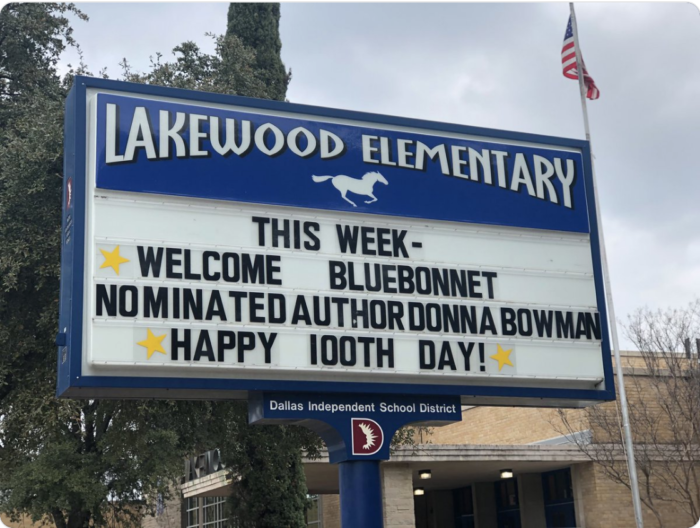 LAKEWOOD ELEMENTARY
THIS WEEK-
WELCOME BLUEBONNET
NOMINATED AUTHOR DONNA BOWMAN
HAPPY 100TH DAY!
Dallas Independent School District
D